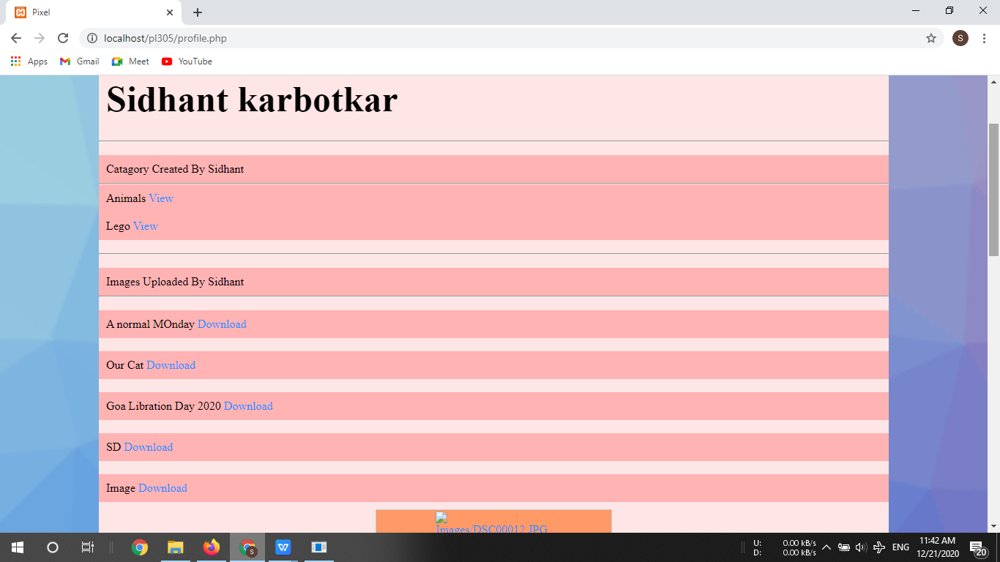 Pixel
localhost/pl305/profile.php
S
Apps Gmail Meet YouTube
Sidhant karbotkar
Catagory Created By Sidhant
Animals View
Lego View
Images Uploaded By Sidhant
A normal MOnday Download
Our Cat Download
Goa Libration Day 2020 Download
SD Download
Image Download
Images/DSC00012.JPG
S
W
U: 0.00 kB/s
D: 0.00 kB/s
ENG
11:42 AM
12/21/2020
20